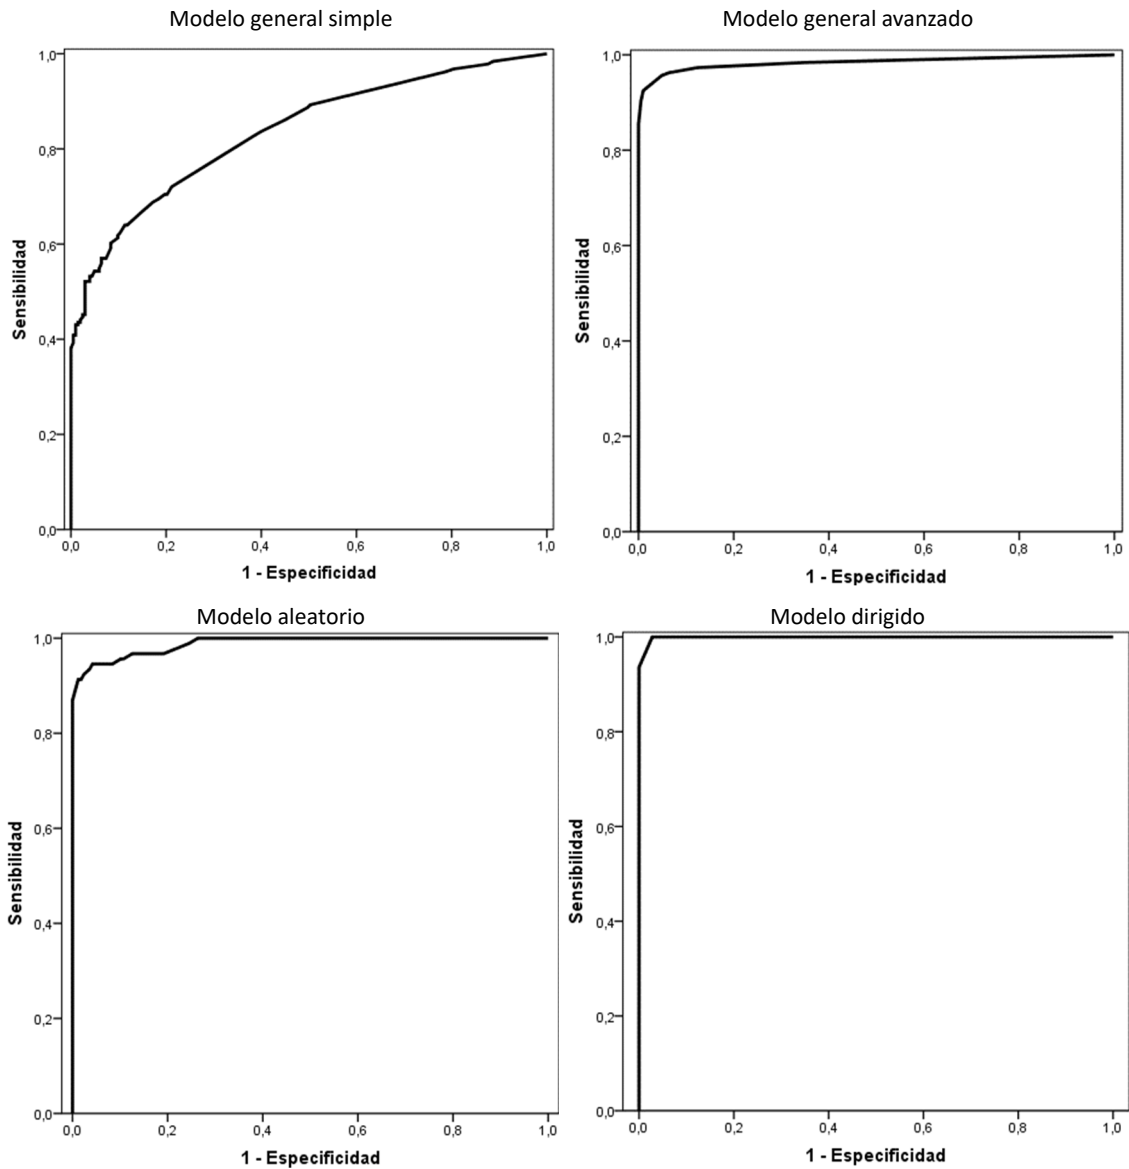 Modelo general simple
1,0
0,8
0,6
0,4
0,2
0,0
Sensibilidad
0,0 0,2 0,4 0,6 0,8 1,0
1 - Especificidad
Modelo general avanzado
1,0
0,8
0,6
0,4
0,2
0,0
Sensibilidad
0,0 0,2 0,4 0,6 0,8 1,0
1 - Especificidad
Modelo aleatorio
1,0
0,8
0,6
0,4
0,2
0,0
Sensibilidad
0,0 0,2 0,4 0,6 0,8 1,0
1 - Especificidad
Modelo dirigido
1,0
0,8
0,6
0,4
0,2
0,0
Sensibilidad
0,0 0,2 0,4 0,6 0,8 1,0
1 - Especificidad